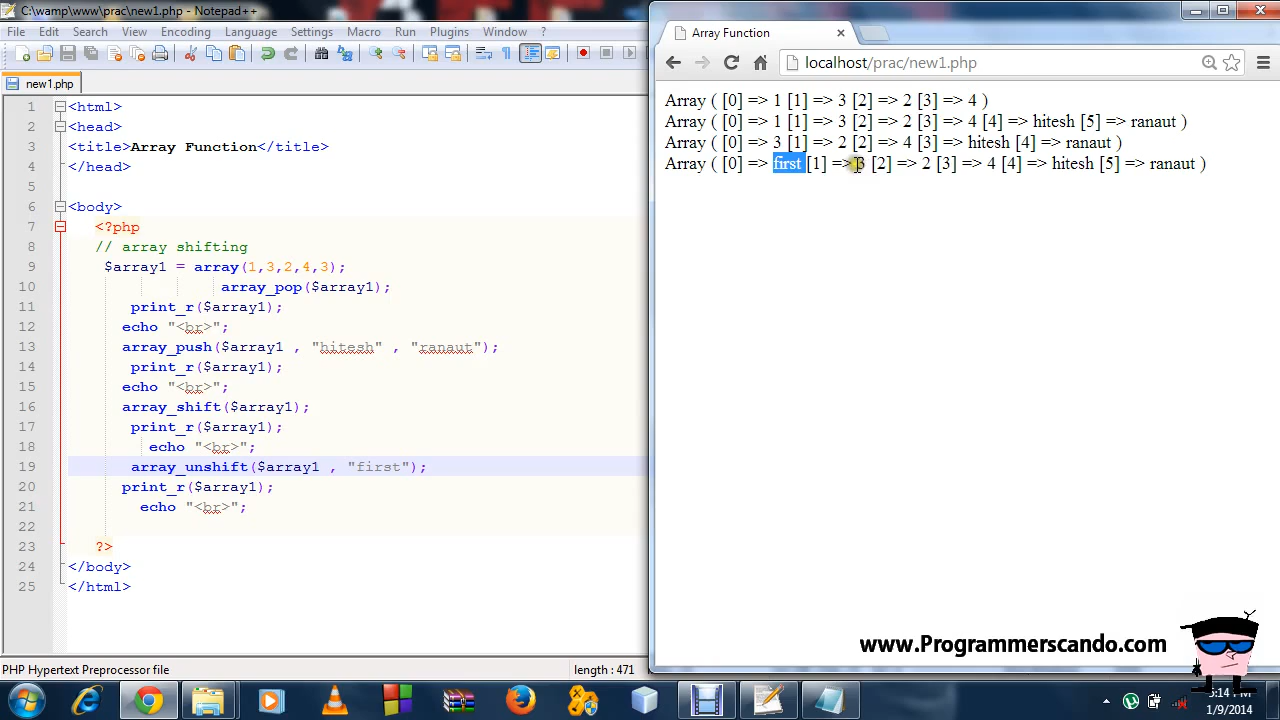 C:\wamp\www\prac\new1.php - Notepad++
File Edit Search View Encoding Language Settings Macro Run Plugins Window ?
new1.php
1 <html>
2 <head>
3 <title>Array Function</title>
4 </head>
5
6 <body>
7 <?php
8 // array shifting
9 $array1 = array(1,3,2,4,3);
10 array_pop($array1);
11 print_r($array1);
12 echo "<br>";
13 array_push($array1 , "hitesh" , "ranaut");
14 print_r($array1);
15 echo "<br>";
16 array_shift($array1);
17 print_r($array1);
18 echo "<br>";
19 array_unshift($array1 , "first");
20 print_r($array1);
21 echo "<br>";
22
23 ?>
24 </body>
25 </html>
PHP Hypertext Preprocessor file length : 471
Array Function
localhost/prac/new1.php
Array ( [0] => 1 [1] => 3 [2] => 2 [3] => 4 )
Array ( [0] => 1 [1] => 3 [2] => 2 [3] => 4 [4] => hitesh [5] => ranaut )
Array ( [0] => 3 [1] => 2 [2] => 4 [3] => hitesh [4] => ranaut )
Array ( [0] => first [1] => 3 [2] => 2 [3] => 4 [4] => hitesh [5] => ranaut )
www.Programmerscando.com
:14 PM
1/9/2014